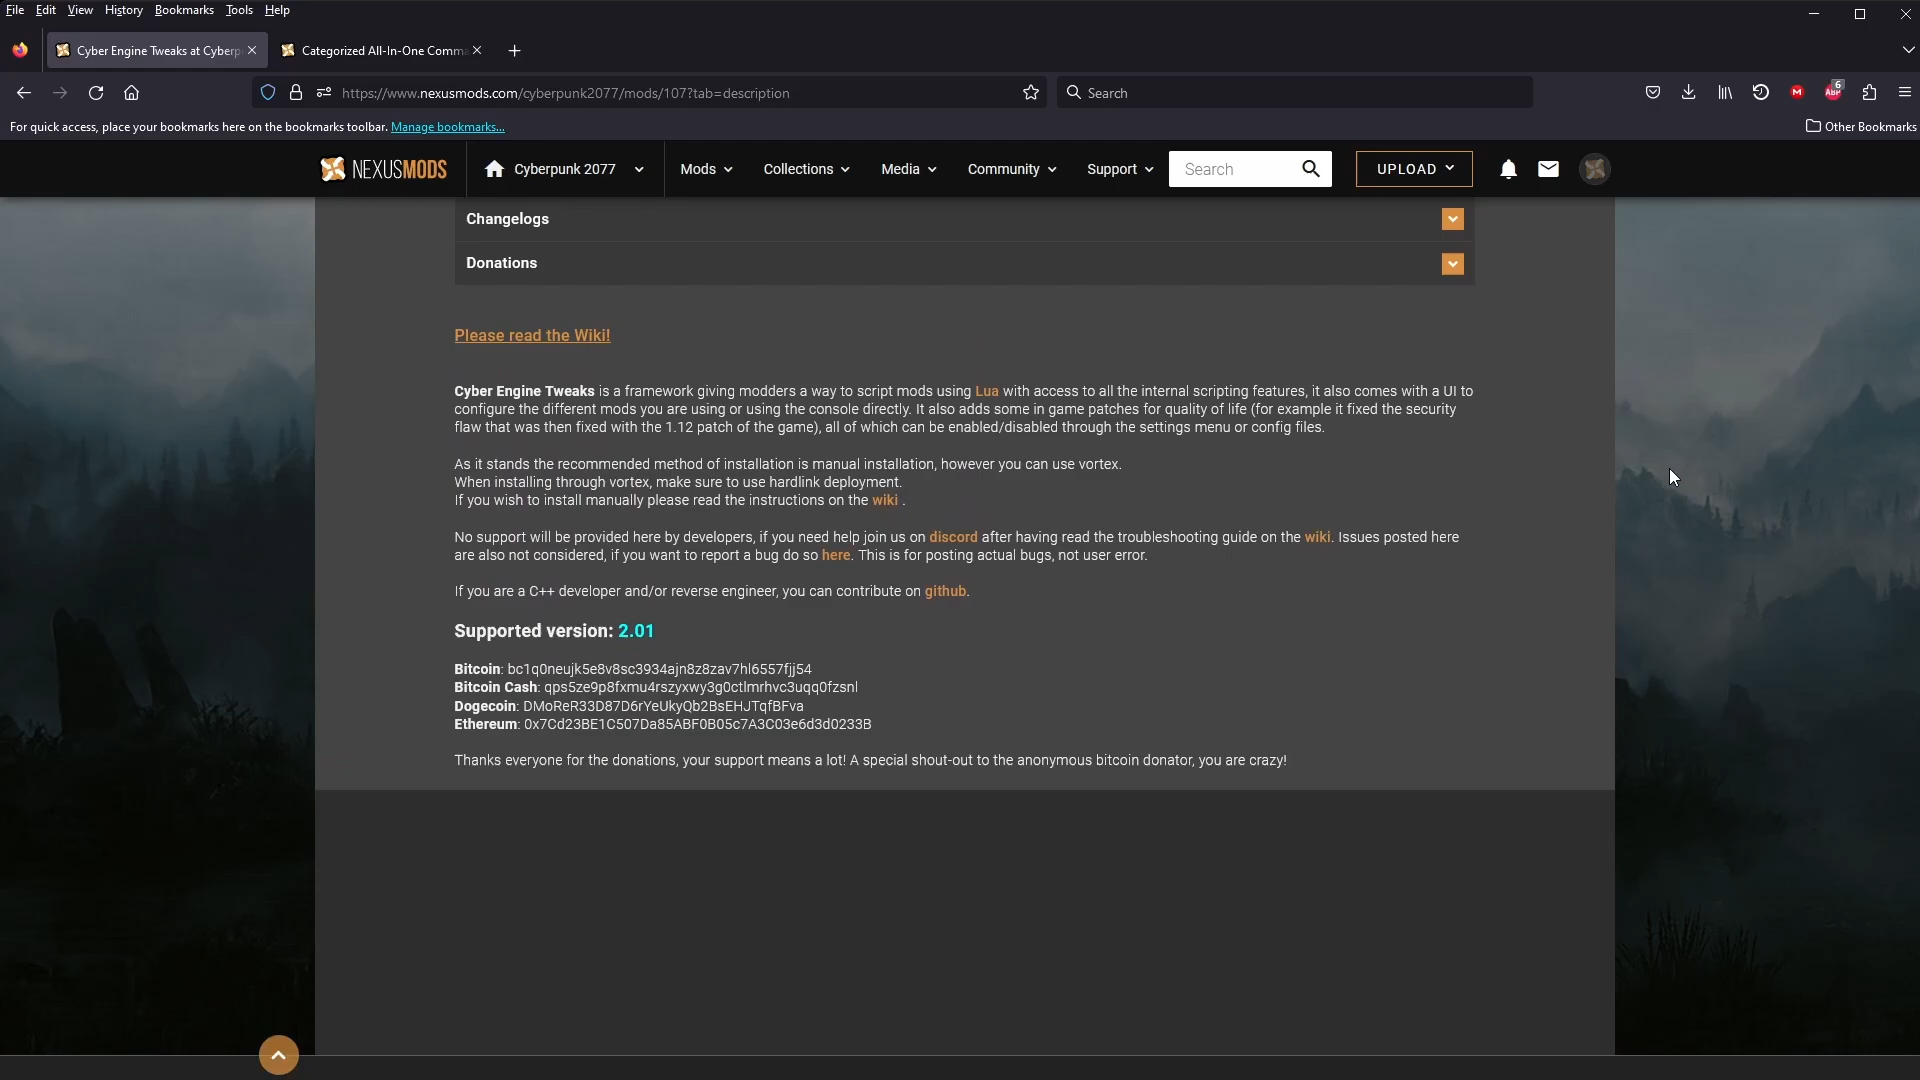 File Edit View History Bookmarks Tools Help
Cyber Engine Tweaks at Cyberp
Categorized All-In-One Comma
https://www.nexusmods.com/cyberpunk2077/mods/107?tab=description
Search
6
ABP
For quick access, place your bookmarks here on the bookmarks toolbar. Manage bookmarks...
Other Bookmarks
NEXUSMODS
Cyberpunk 2077
Mods
Collections
Media
Community
Support
Search
UPLOAD
Changelogs
Donations
Please read the Wiki!
Cyber Engine Tweaks is a framework giving modders a way to script mods using Lua with access to all the internal scripting features, it also comes with a UI to
configure the different mods you are using or using the console directly. It also adds some in game patches for quality of life (for example it fixed the security
flaw that was then fixed with the 1.12 patch of the game), all of which can be enabled/disabled through the settings menu or config files.
As it stands the recommended method of installation is manual installation, however you can use vortex.
When installing through vortex, make sure to use hardlink deployment.
If you wish to install manually please read the instructions on the wiki .
No support will be provided here by developers, if you need help join us on discord after having read the troubleshooting guide on the wiki. Issues posted here
are also not considered, if you want to report a bug do so here. This is for posting actual bugs, not user error.
If you are a C++ developer and/or reverse engineer, you can contribute on github.
Supported version: 2.01
Bitcoin: bc1q0neujk5e8v8sc3934ajn8z8zav7hl6557fjj54
Bitcoin Cash: qps5ze9p8fxmu4rszyxwy3g0ctlmrhvc3uqq0fzsnl
Dogecoin: DMoReR33D87D6rYeUkyQb2BsEHJTqfBFva
Ethereum: 0x7Cd23BE1C507Da85ABF0B05c7A3C03e6d3d0233B
Thanks everyone for the donations, your support means a lot! A special shout-out to the anonymous bitcoin donator, you are crazy!